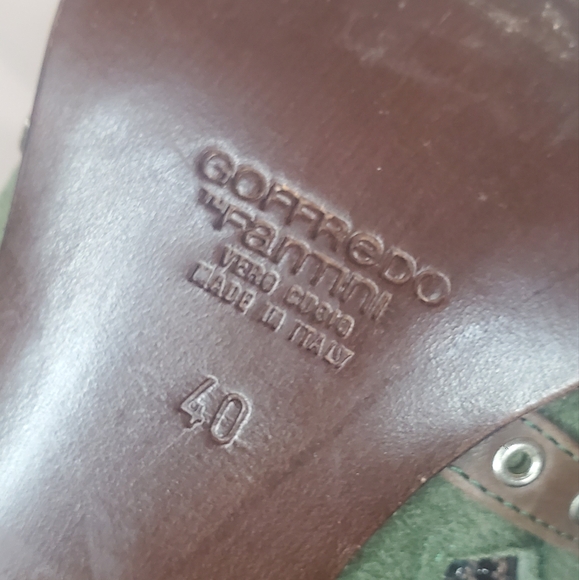 GOFFREDO
Fantini
VERO CUOIO
MADE IN ITALY
40